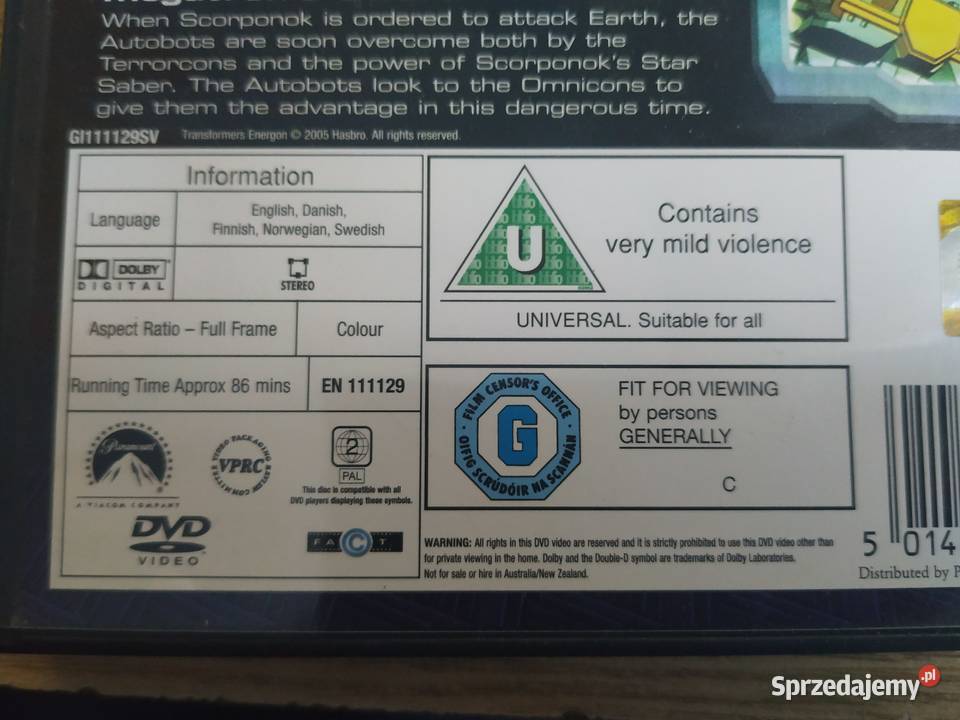 When Scorponok is ordered to attack Earth, the
Autobots are soon overcome both by the
Terrorcons and the power of Scorponok's Star
Saber. The Autobots look to the Omnicons to
give them the advantage in this dangerous time.
GI111129SV
Transformers Energon © 2005 Hasbro. All rights reserved.
Information
Language
English, Danish,
Finnish, Norwegian, Swedish
DOLBY
DIGITAL
STEREO
Aspect Ratio – Full Frame
Colour
Running Time Approx 86 mins
EN 111129
Paramount
A VIACOM COMPANY
VIDEO PACKAGING REVIEW COMMITTEE
VPRC
2
PAL
This disc is compatible with all
DVD players displaying these symbols.
DVD
VIDEO
FACT
U
Contains
very mild violence
UNIVERSAL. Suitable for all
FILM CENSOR'S OFFICE
G
OIFIG SCRÚDÓIR NA SCANNÁN
FIT FOR VIEWING
by persons
GENERALLY
C
WARNING: All rights in this DVD video are reserved and it is strictly prohibited to use this DVD video other than
for private viewing in the home. Dolby and the Double-D symbol are trademarks of Dolby Laboratories.
Not for sale or hire in Australia/New Zealand.
5 014
Distributed by P
Sprzedajemy.pl